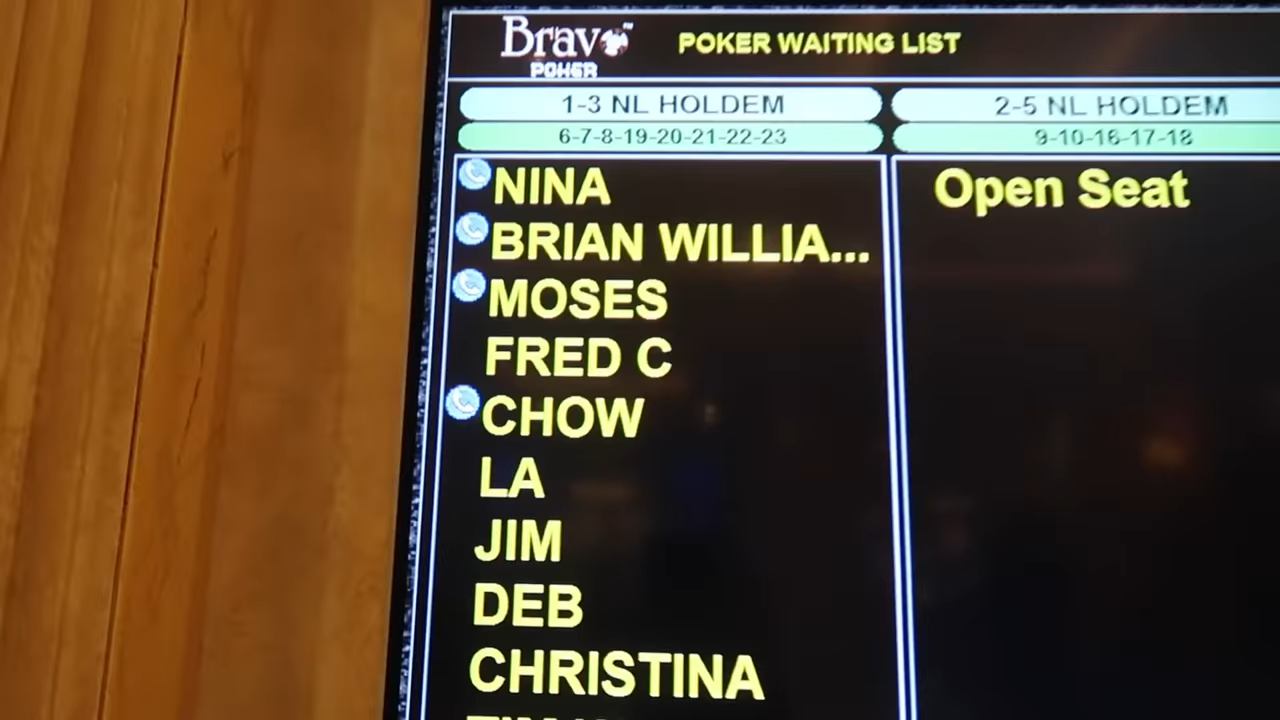 Bravo™ POKER WAITING LIST
POKER
1-3 NL HOLDEM 2-5 NL HOLDEM
6-7-8-19-20-21-22-23 9-10-16-17-18
NINA Open Seat
BRIAN WILLIA...
MOSES
FRED C
CHOW
LA
JIM
DEB
CHRISTINA